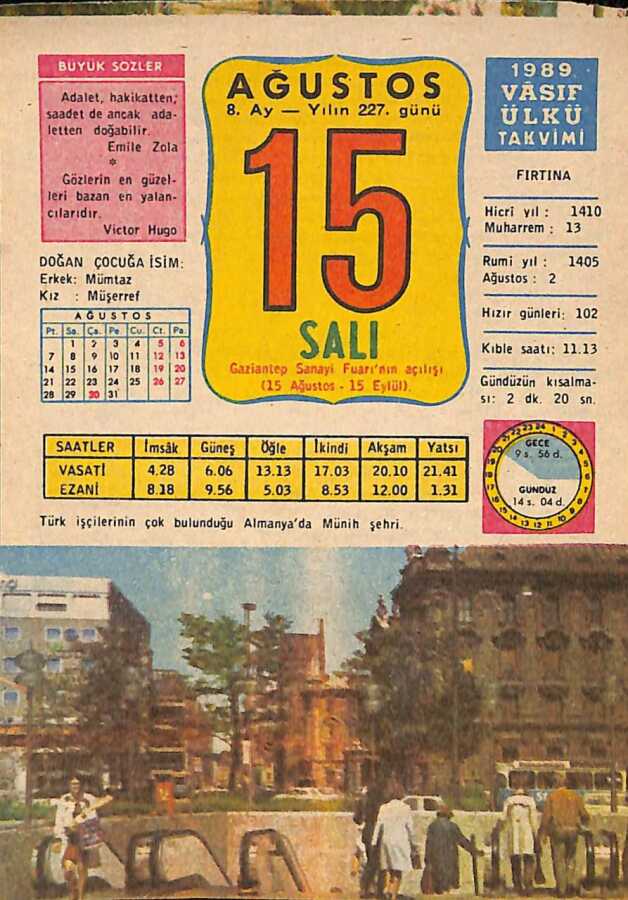 BÜYÜK SÖZLER
Adalet, hakikatten;
saadet de ancak ada-
letten doğabilir.
Emile Zola
*
Gözlerin en güzel-
leri bazan en yalan-
cılarıdır.
Victor Hugo
DOĞAN ÇOCUĞA İSİM:
Erkek: Mümtaz
Kız : Müşerref
AĞUSTOS
Pt. Sa. Ça. Pe. Cu. Ct. Pa.
1 2 3 4 5 6
7 8 9 10 11 12 13
14 15 16 17 18 19 20
21 22 23 24 25 26 27
28 29 30 31
AĞUSTOS
8. Ay — Yılın 227. günü
15
SALI
Gaziantep Sanayi Fuarı'nın açılışı
(15 Ağustos - 15 Eylül).
1989
VÂSIF
ÜLKÜ
TAKVİMİ
FIRTINA
Hicrî yıl : 1410
Muharrem : 13
Rumi yıl : 1405
Ağustos : 2
Hızır günleri: 102
Kıble saatı: 11.13
Gündüzün kısalma-
sı: 2 dk. 20 sn.
SAATLER İmsâk Güneş Öğle İkindi Akşam Yatsı
VASATİ 4.28 6.06 13.13 17.03 20.10 21.41
EZANİ 8.18 9.56 5.03 8.53 12.00 1.31
GECE
9 s. 56 d.
GÜNDÜZ
14 s. 04 d.
Türk işçilerinin çok bulunduğu Almanya'da Münih şehri.